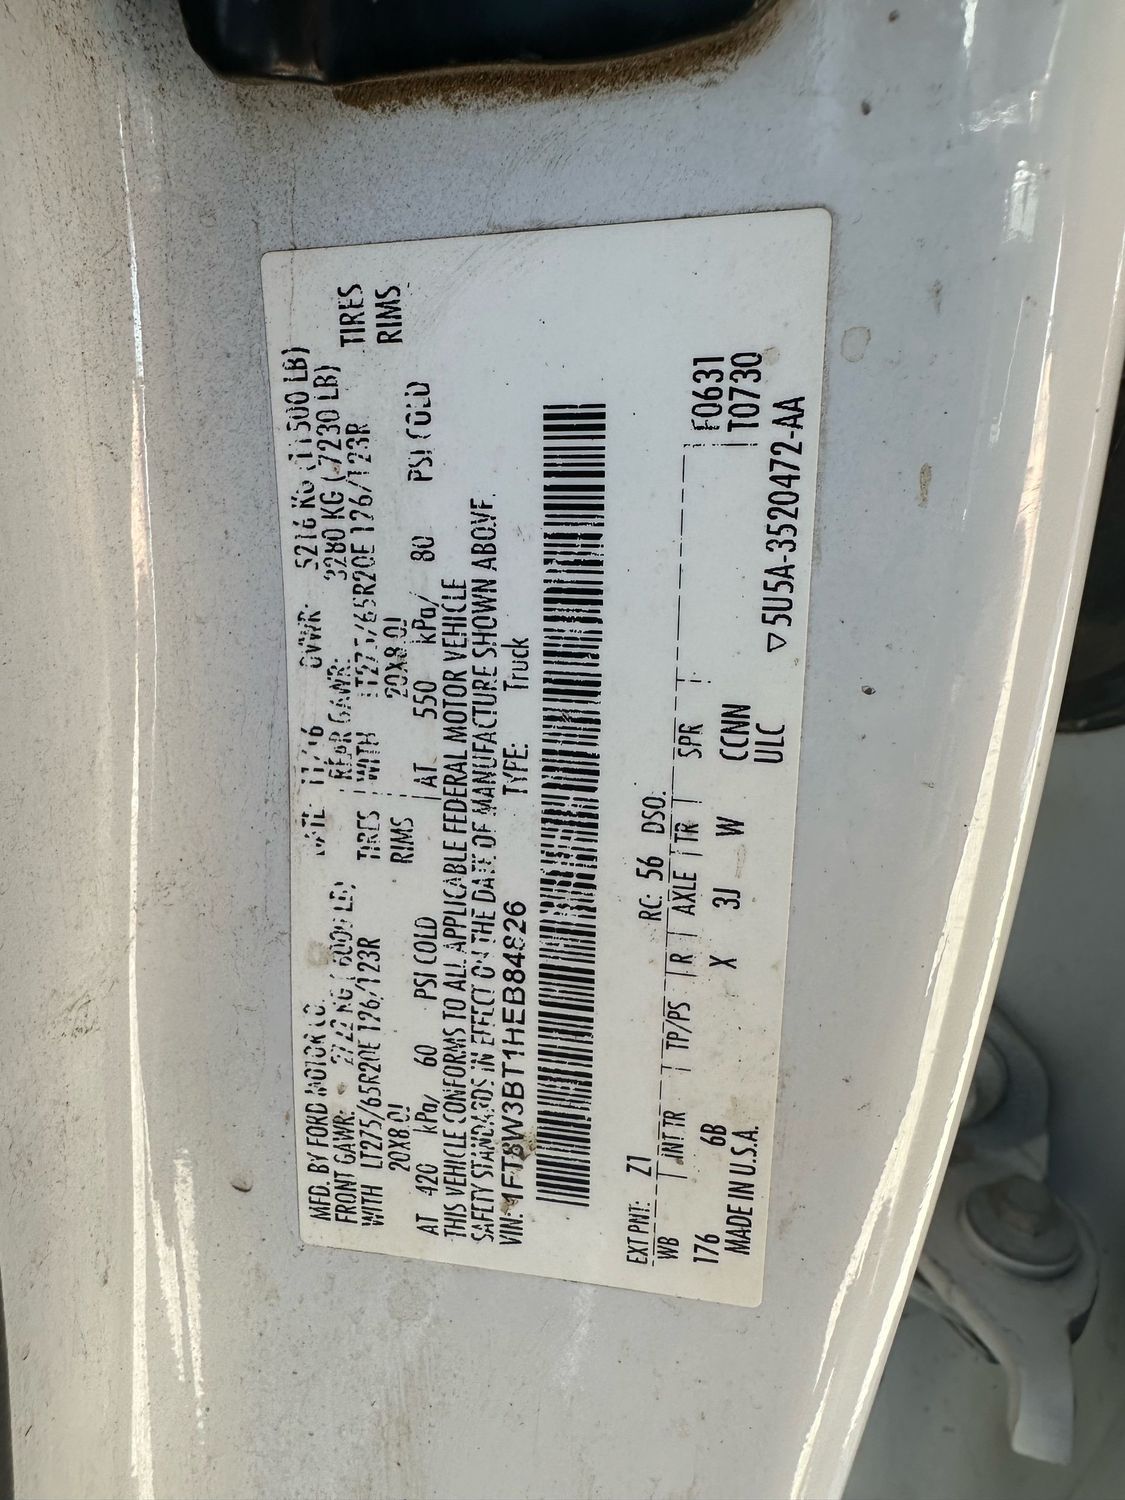 MFD. BY FORD MOTOR CO.
DATE: 11/16 GVWR: 5216 KG (11500 LB)
FRONT GAWR: 2722 KG (6000 LB) REAR GAWR: 3280 KG (7230 LB)
WITH LT275/65R20E 126/123R TIRES WITH LT275/65R20E 126/123R TIRES
20X8.0J RIMS 20X8.0J RIMS
AT 420 kPa/ 60 PSI COLD AT 550 kPa/ 80 PSI COLD
THIS VEHICLE CONFORMS TO ALL APPLICABLE FEDERAL MOTOR VEHICLE
SAFETY STANDARDS IN EFFECT ON THE DATE OF MANUFACTURE SHOWN ABOVE.
VIN: 1FT8W3BT1HEB84826 TYPE: Truck
EXT PNT: Z1 RC: 56 DSO:
WB INT TR TP/PS R AXLE TR SPR F0631
176 6B X 3J W CCNN T0730
MADE IN U.S.A. ULC
▽5U5A-3520472-AA